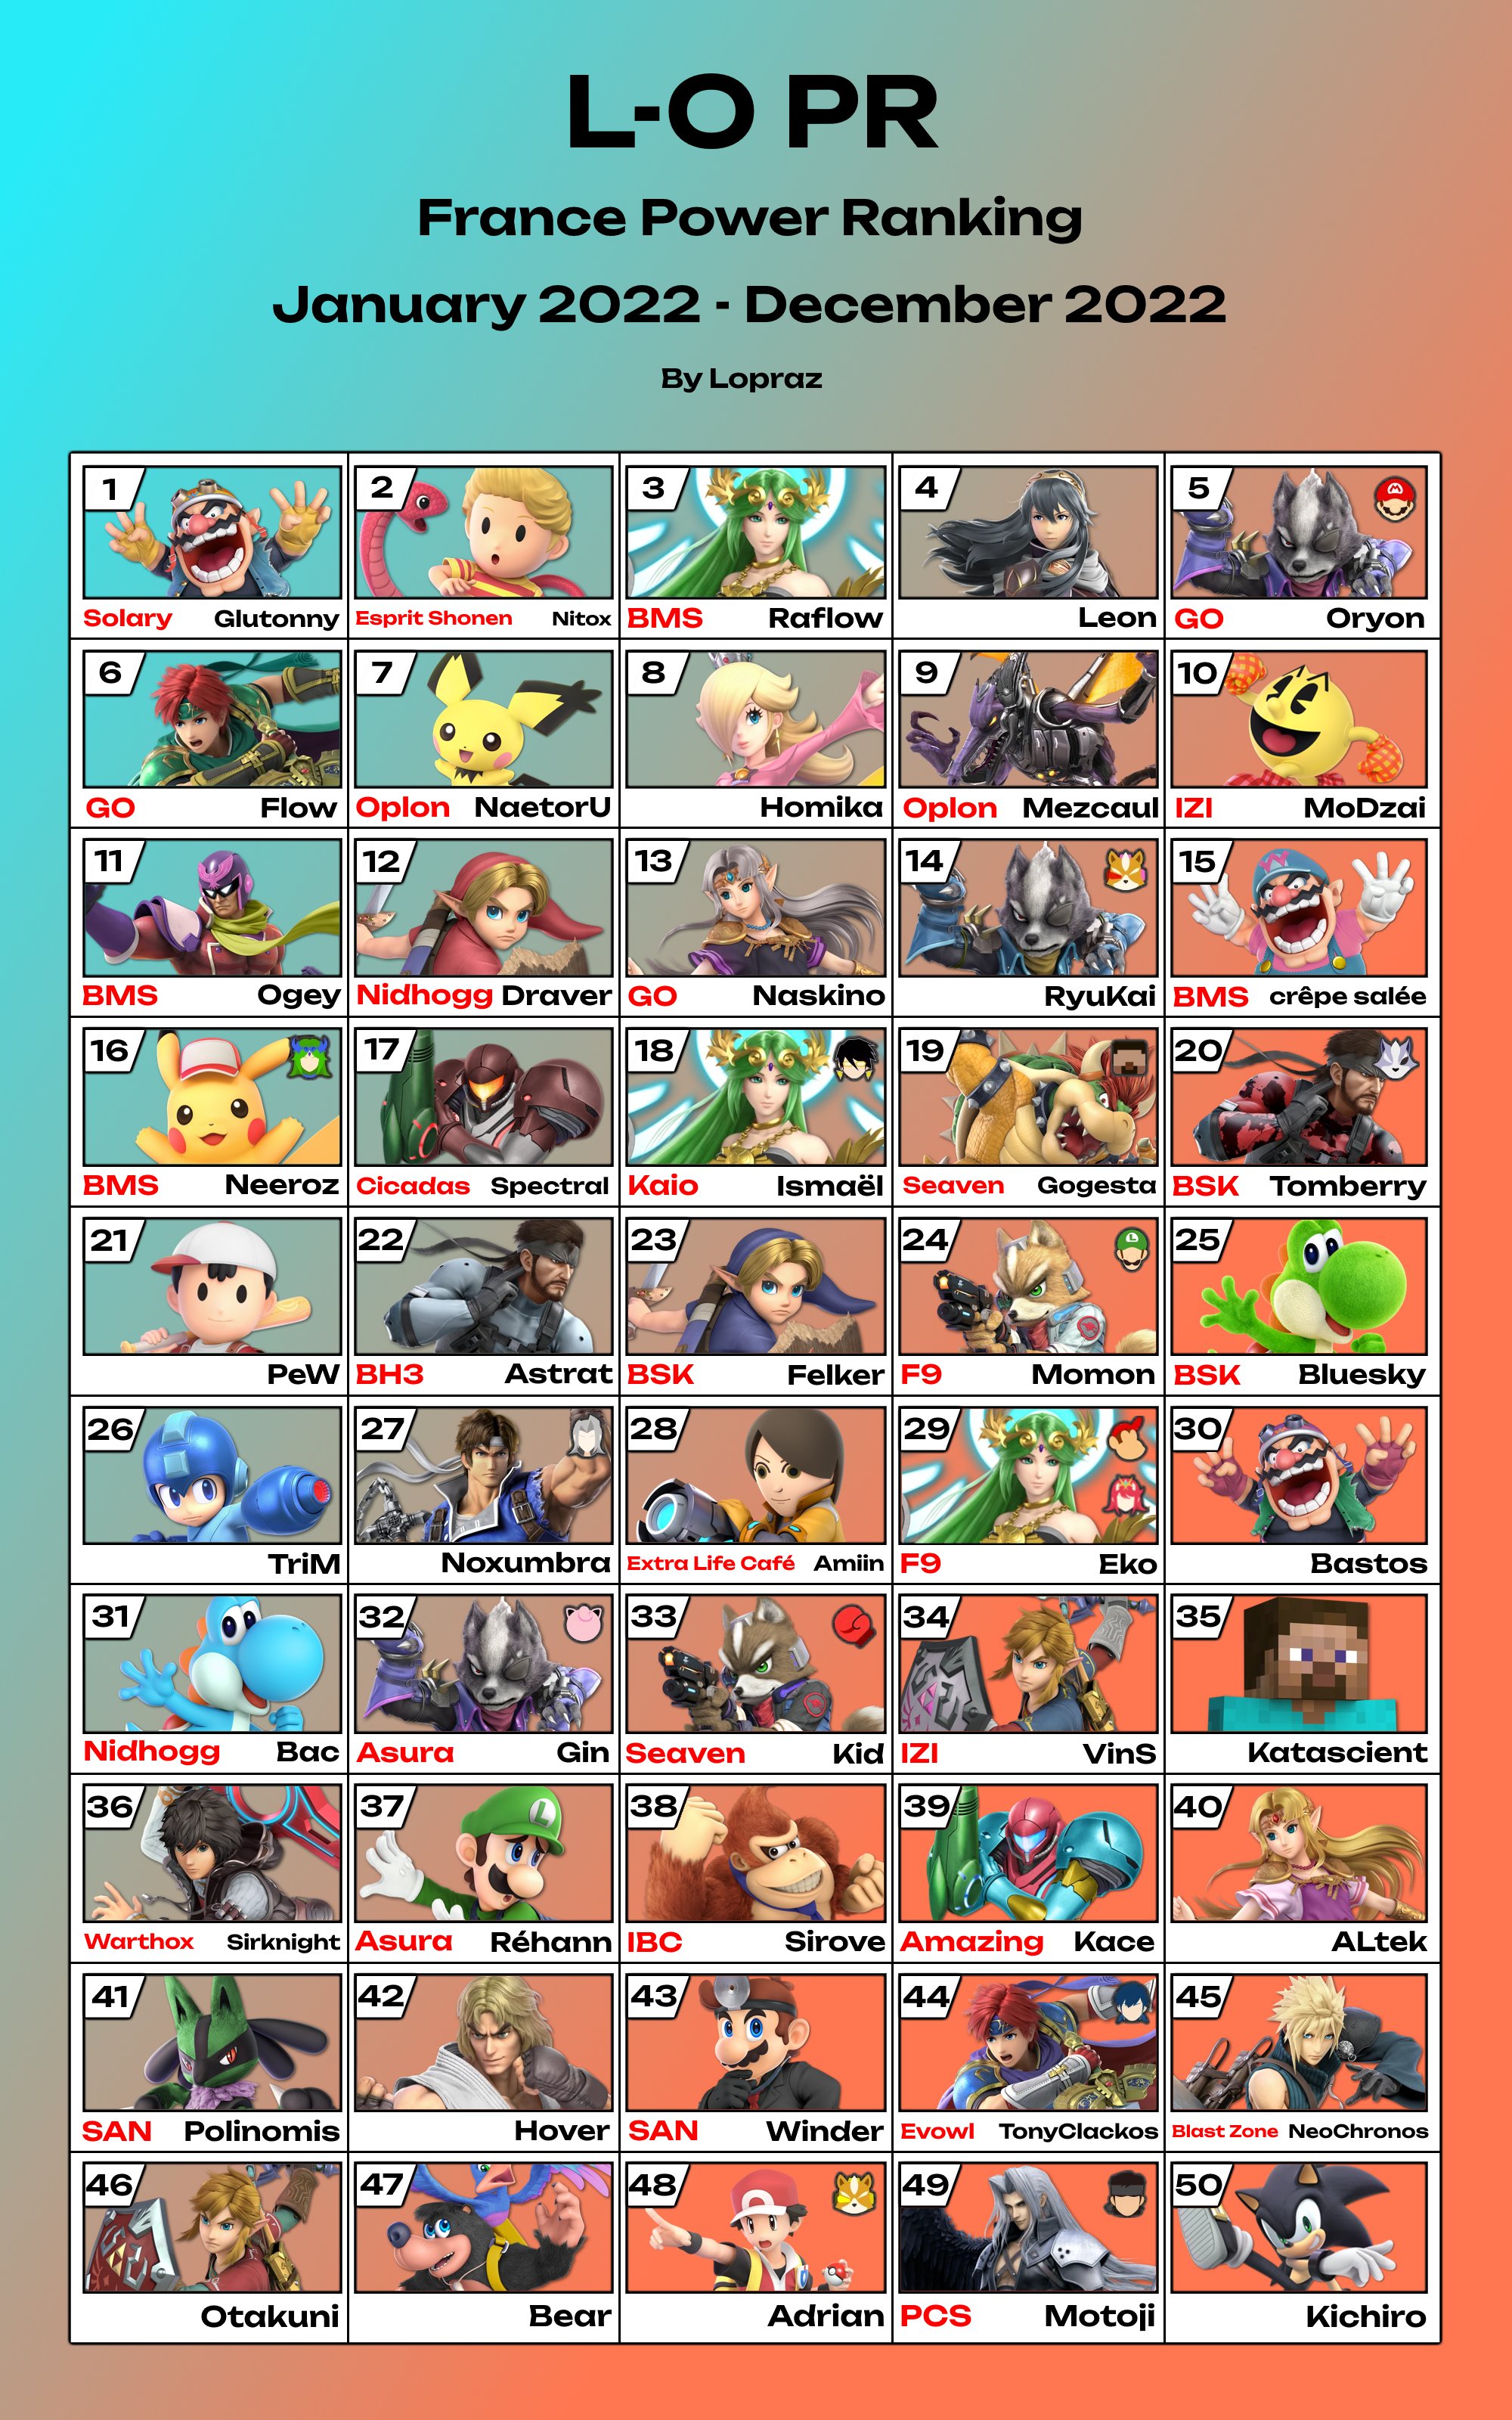 L-O PR
France Power Ranking
January 2022 - December 2022
By Lopraz
1 2 3 4 5
Solary Glutonny Esprit Shonen Nitox BMS Raflow Leon GO Oryon
6 7 8 9 10
GO Flow Oplon NaetorU Homika Oplon Mezcaul IZI MoDzai
11 12 13 14 15
BMS Ogey Nidhogg Draver GO Naskino RyuKai BMS crêpe salée
16 17 18 19 20
BMS Neeroz Cicadas Spectral Kaio Ismaël Seaven Gogesta BSK Tomberry
21 22 23 24 25
PeW BH3 Astrat BSK Felker F9 Momon BSK Bluesky
26 27 28 29 30
TriM Noxumbra Extra Life Café Amiin F9 Eko Bastos
31 32 33 34 35
Nidhogg Bac Asura Gin Seaven Kid IZI VinS Katascient
36 37 38 39 40
Warthox Sirknight Asura Réhann IBC Sirove Amazing Kace ALtek
41 42 43 44 45
SAN Polinomis Hover SAN Winder Evowl TonyClackos Blast Zone NeoChronos
46 47 48 49 50
Otakuni Bear Adrian PCS Motoji Kichiro